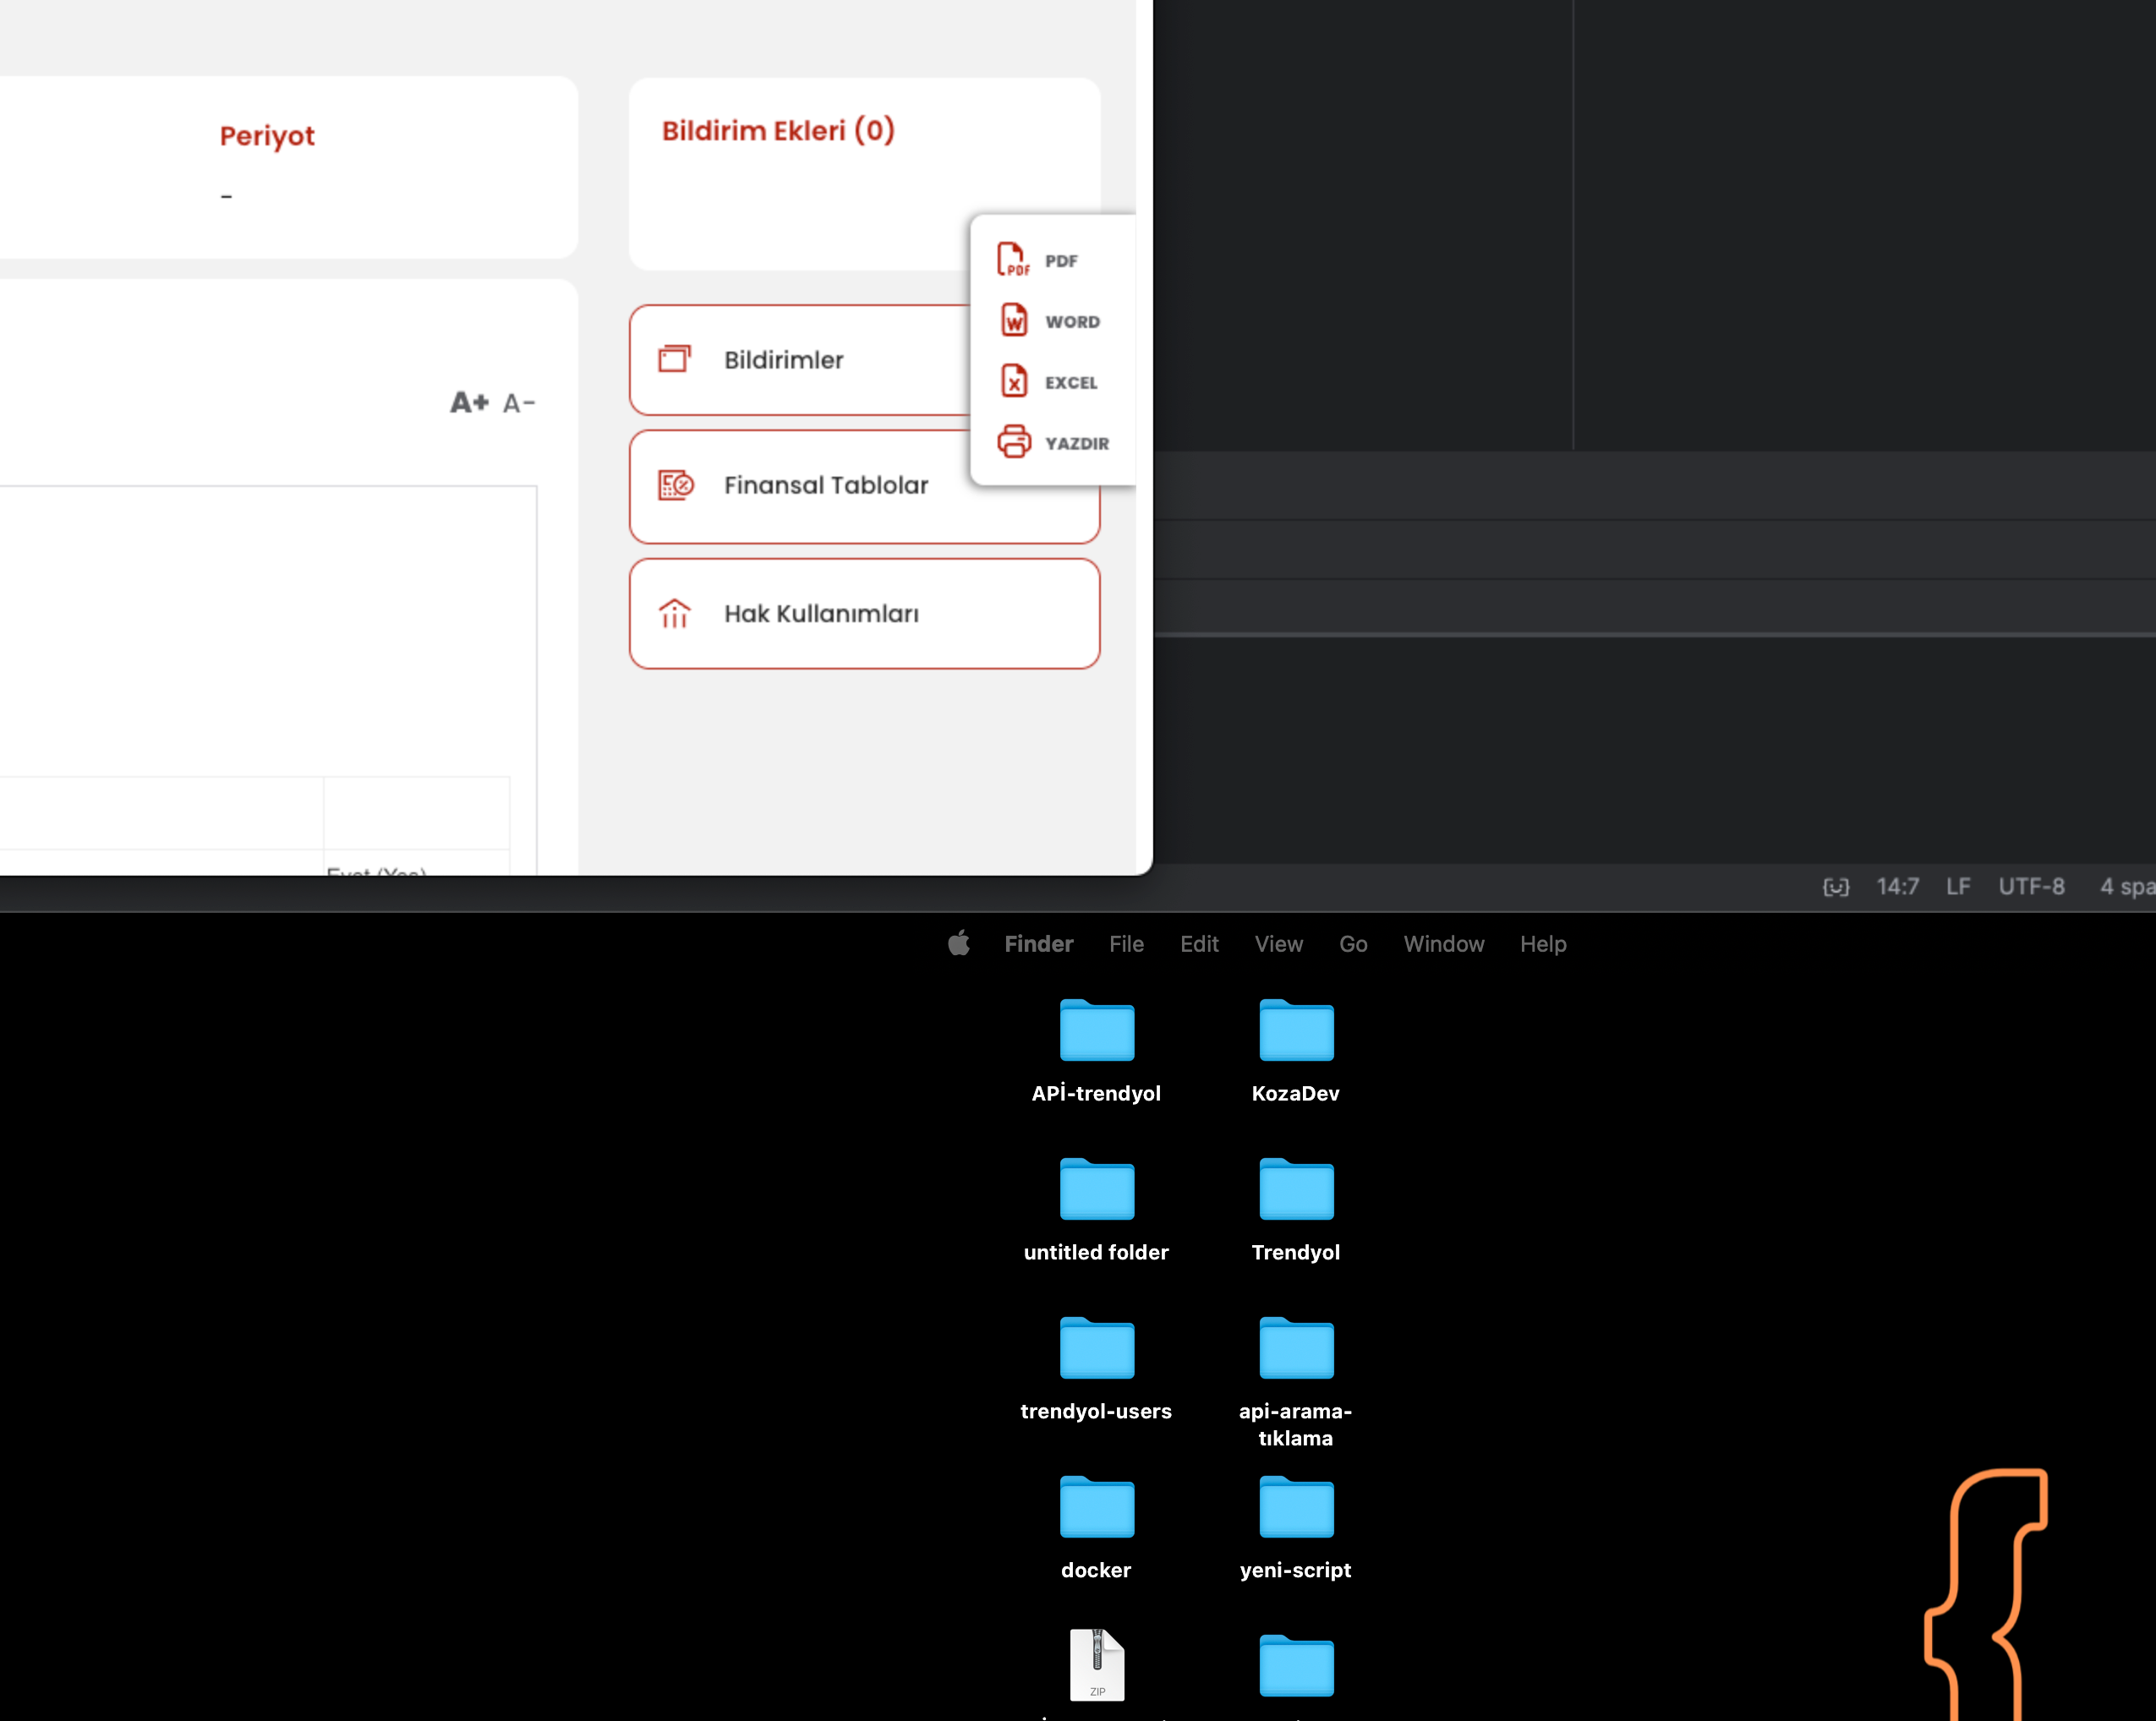 Periyot
-
Bildirim Ekleri (0)
PDF
WORD
EXCEL
YAZDIR
Bildirimler
A+ A-
Finansal Tablolar
Hak Kullanımları
Evet (Yes)
14:7 LF UTF-8 4 spa
Finder File Edit View Go Window Help
APİ-trendyol KozaDev
untitled folder Trendyol
trendyol-users api-arama-
tıklama
docker yeni-script
ZIP